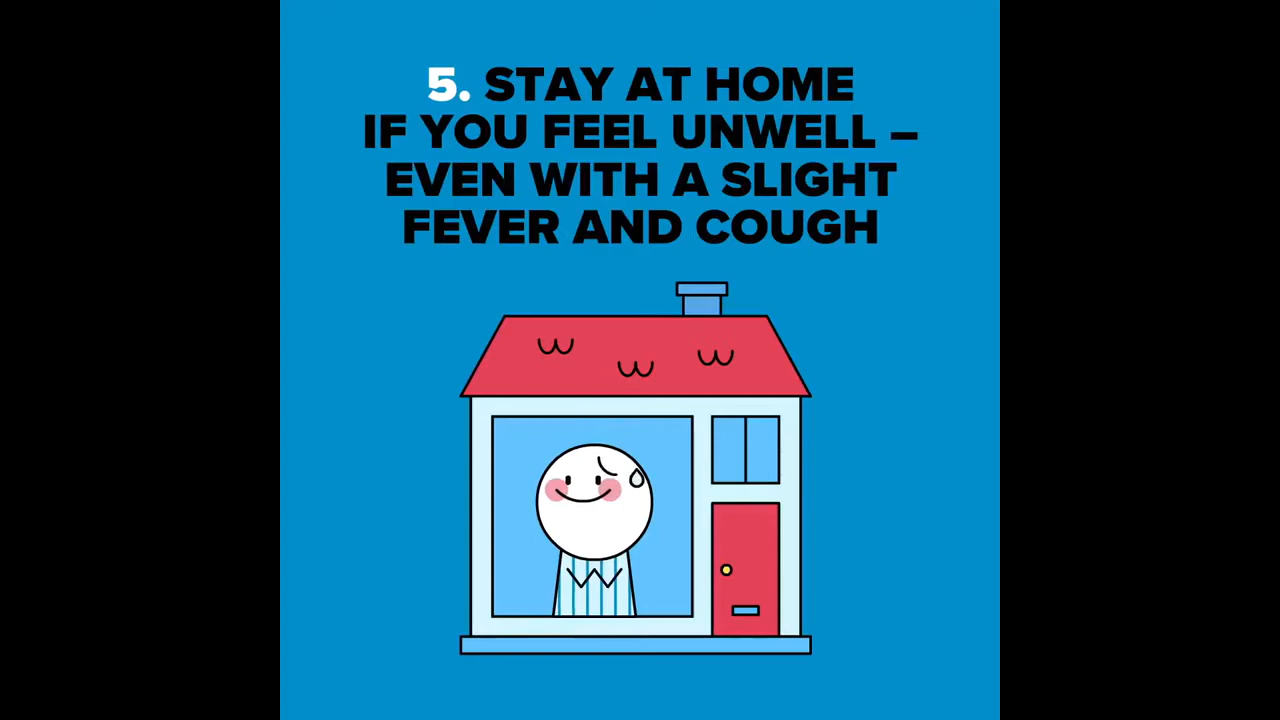 5. STAY AT HOME
IF YOU FEEL UNWELL –
EVEN WITH A SLIGHT
FEVER AND COUGH